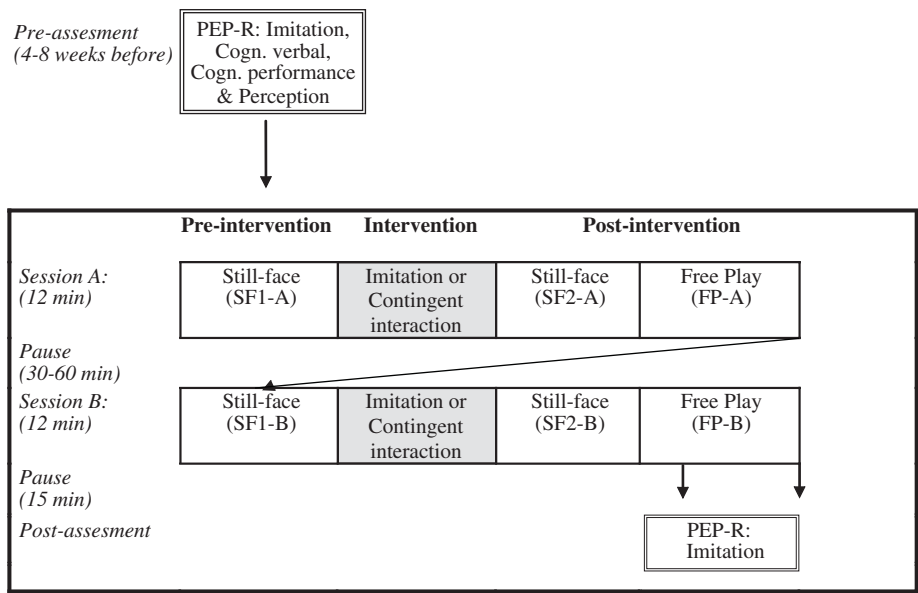 Pre-assesment
(4-8 weeks before)
PEP-R: Imitation,
Cogn. verbal,
Cogn. performance
& Perception
Pre-intervention Intervention Post-intervention
Session A:
(12 min)
Still-face
(SF1-A)
Imitation or
Contingent
interaction
Still-face
(SF2-A)
Free Play
(FP-A)
Pause
(30-60 min)
Session B:
(12 min)
Still-face
(SF1-B)
Imitation or
Contingent
interaction
Still-face
(SF2-B)
Free Play
(FP-B)
Pause
(15 min)
Post-assesment
PEP-R:
Imitation